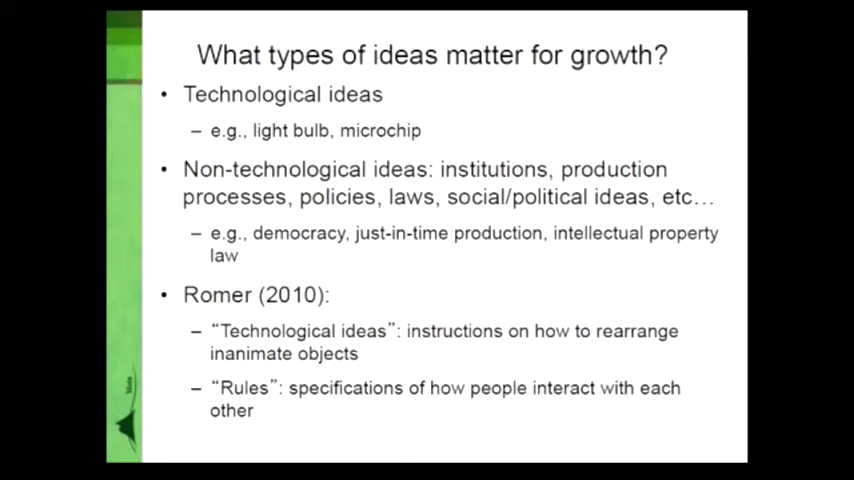 What types of ideas matter for growth?
• Technological ideas
– e.g., light bulb, microchip
• Non-technological ideas: institutions, production
processes, policies, laws, social/political ideas, etc…
– e.g., democracy, just-in-time production, intellectual property
law
• Romer (2010):
– “Technological ideas”: instructions on how to rearrange
inanimate objects
– “Rules”: specifications of how people interact with each
other